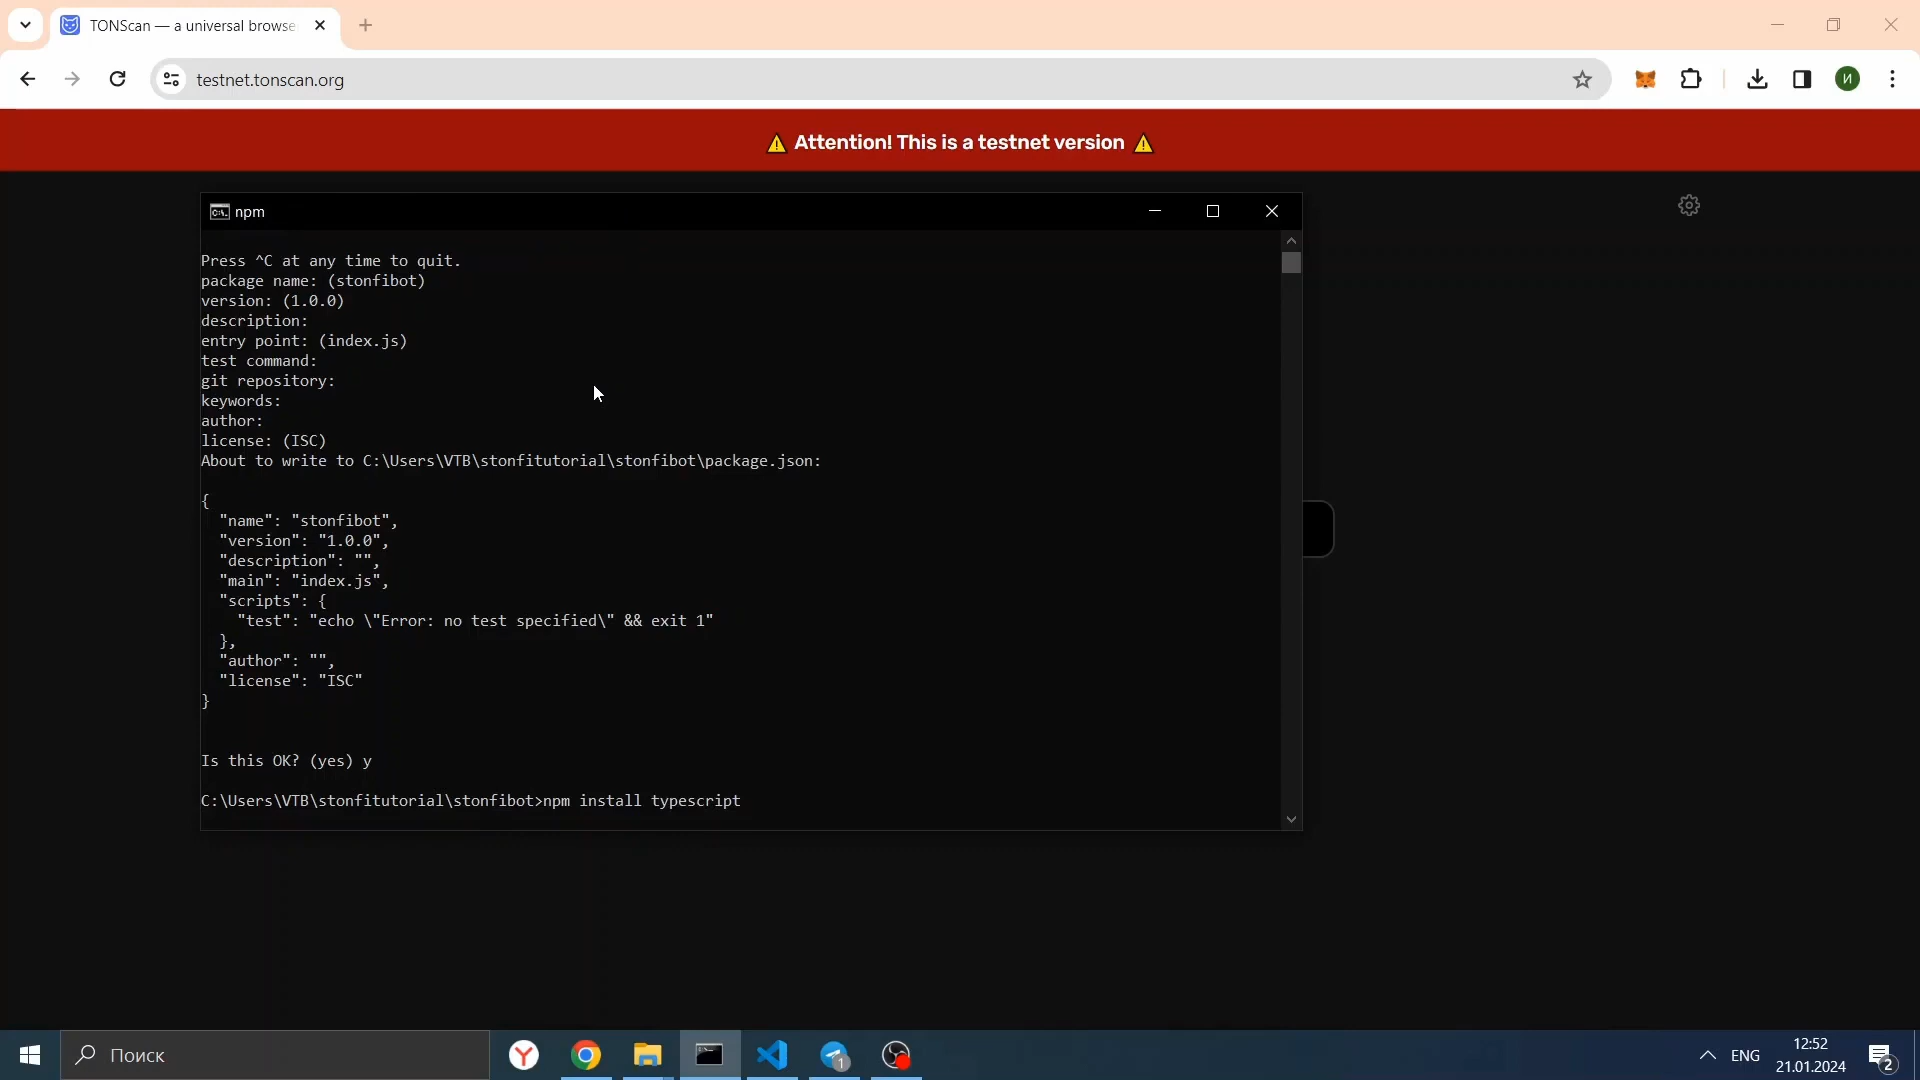 TONScan — a universal browse
testnet.tonscan.org
И
⚠ Attention! This is a testnet version ⚠
npm
Press ^C at any time to quit.
package name: (stonfibot)
version: (1.0.0)
description:
entry point: (index.js)
test command:
git repository:
keywords:
author:
license: (ISC)
About to write to C:\Users\VTB\stonfitutorial\stonfibot\package.json:
{
  "name": "stonfibot",
  "version": "1.0.0",
  "description": "",
  "main": "index.js",
  "scripts": {
    "test": "echo \"Error: no test specified\" && exit 1"
  },
  "author": "",
  "license": "ISC"
}
Is this OK? (yes) y
C:\Users\VTB\stonfitutorial\stonfibot>npm install typescript
Поиск
1
ENG
12:52
21.01.2024
2